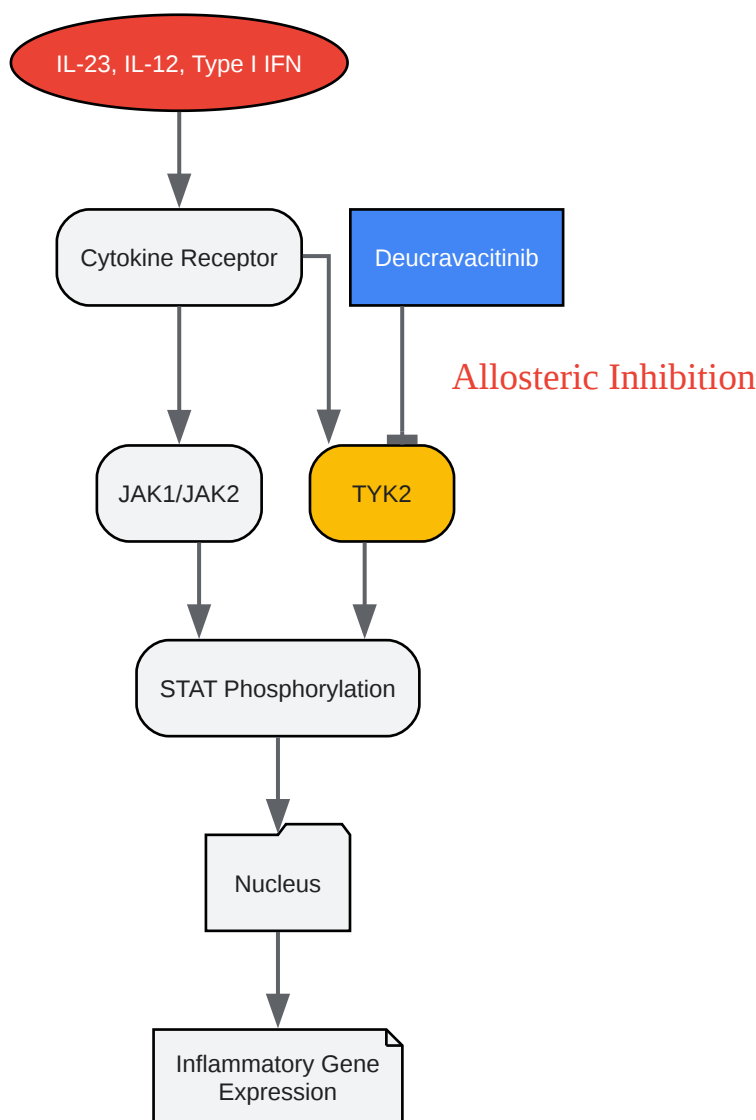 IL-23, IL-12, Type I IFN
Cytokine Receptor
Deucravacitinib
Allosteric Inhibition
JAK1/JAK2
TYK2
STAT Phosphorylation
Nucleus
Inflammatory Gene
Expression